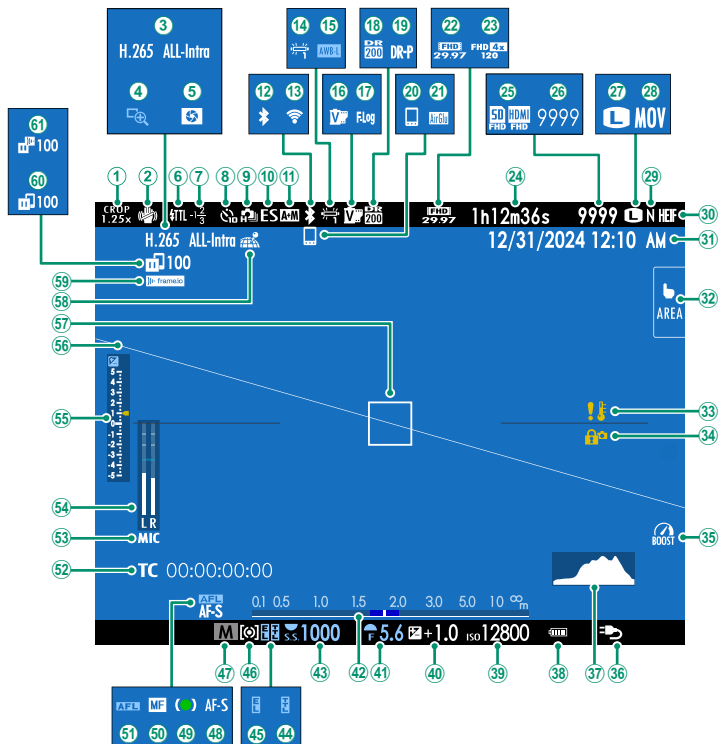 3 14 15 18 19 22 23
H.265 ALL-Intra
AWB-L DR 200 DR-P FHD 29.97 FHD 4x 120
4 5 12 13 16 17 20 21 25 26 27 28
F-Log AirGlu SD FHD HDMI FHD 9999 L MOV
61
100
60
100
1 2 6 7 8 9 10 11 24 29
CROP 1.25x TTL -1 2/3 10 H ES A+M DR 200 FHD 29.97 1h12m36s 9999 L N HEIF 30
H.265 ALL-Intra 12/31/2024 12:10 AM 31
100
59 frame.io 58
57 AREA 32
56
5
4
3
2
1
0
-1
-2
-3
-4
-5
55
33
34
54 L R
53 MIC
BOOST 35
52 TC 00:00:00:00
AFL
AF-S
0.1 0.5 1.0 1.5 2.0 3.0 5.0 10 ∞ m
M S.S. 1000 F 5.6 +1.0 ISO 12800
47 46 43 42 41 40 39 38 37 36
AFL MF AF-S
51 50 49 48 45 44